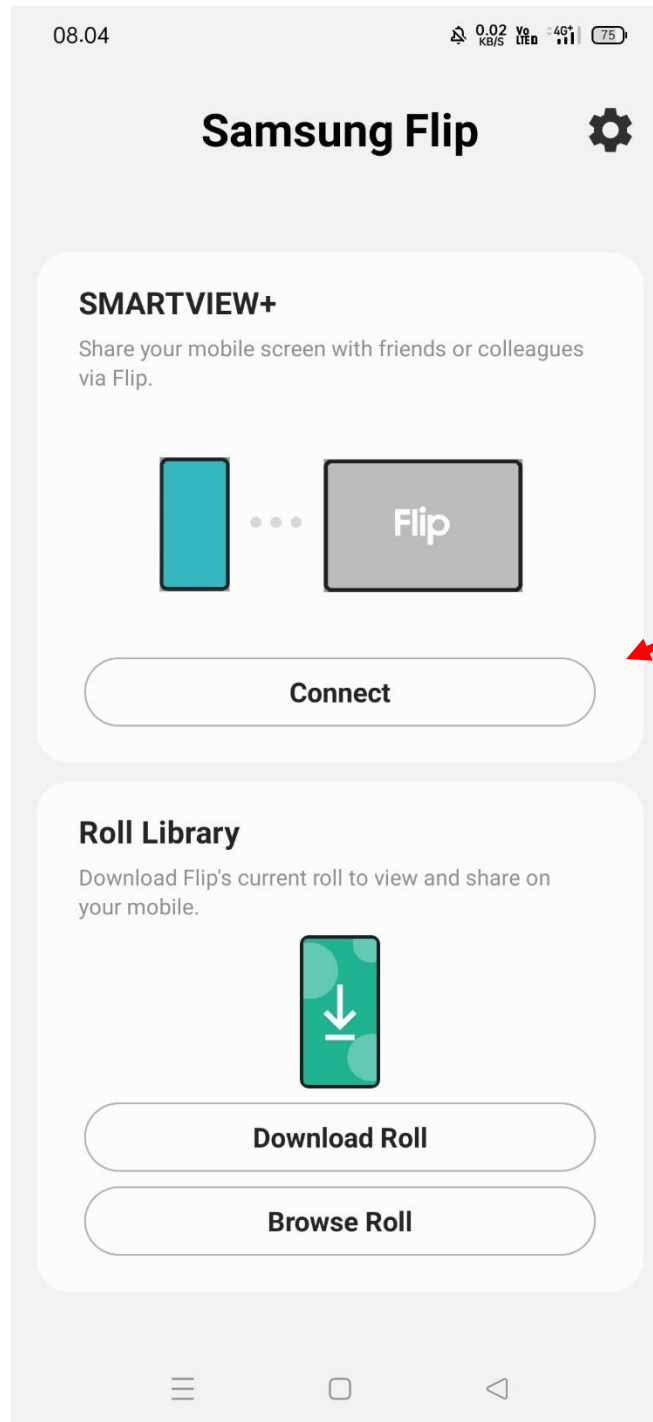 08.04 0.02 KB/S Vo LTE 4G+ 75
Samsung Flip
SMARTVIEW+
Share your mobile screen with friends or colleagues
via Flip.
Flip
Connect
Roll Library
Download Flip's current roll to view and share on
your mobile.
Download Roll
Browse Roll